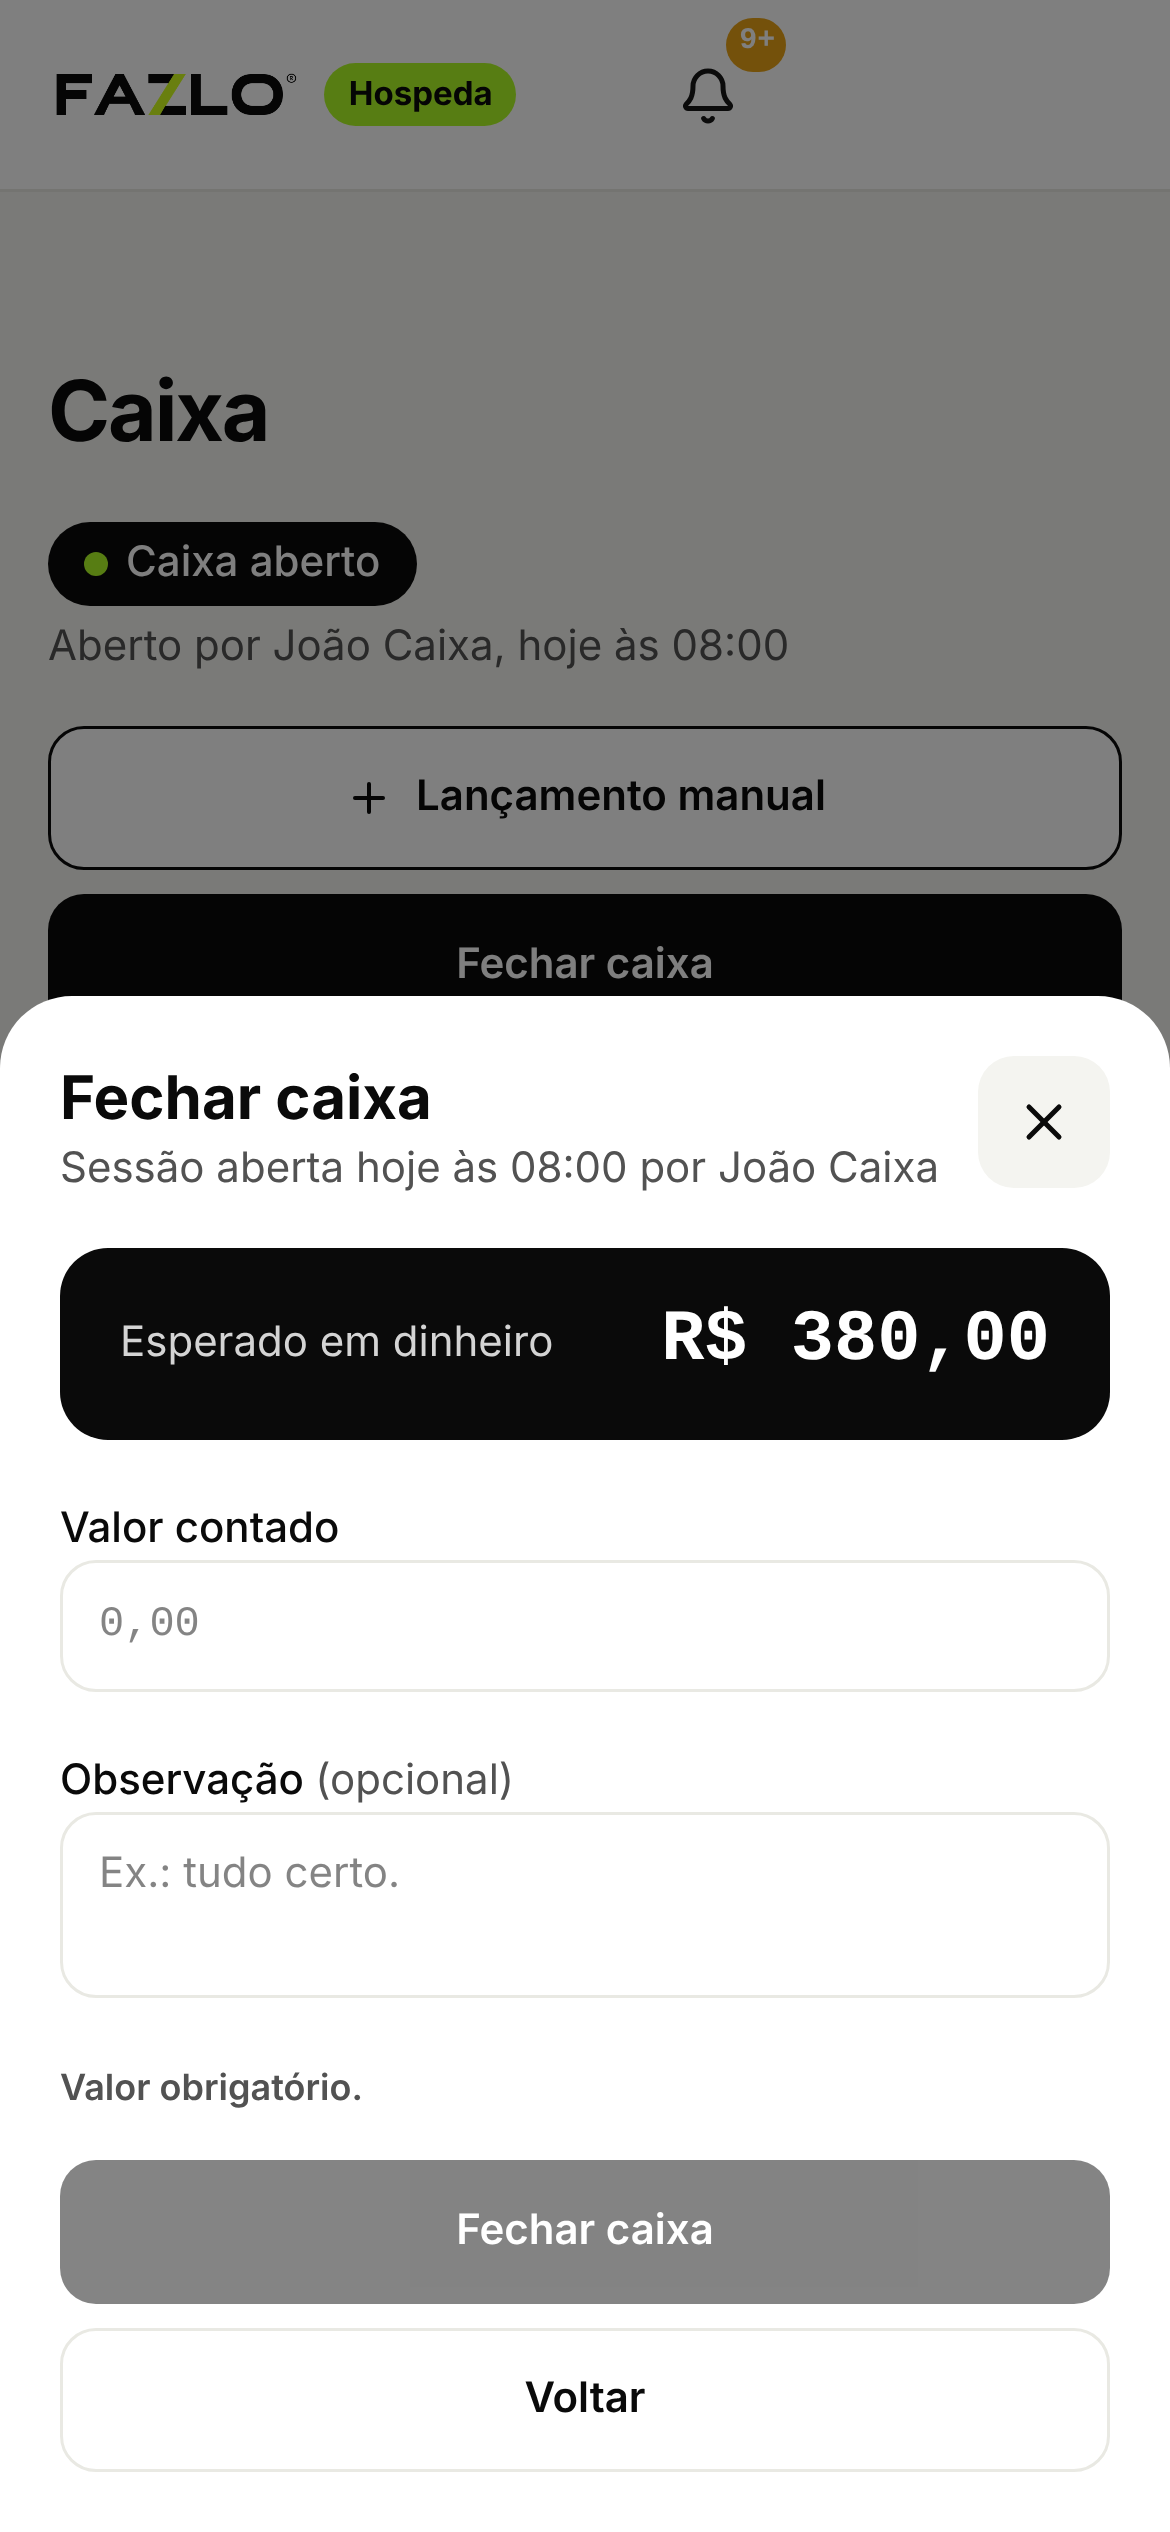 FAZLO®
Hospeda
9+
Caixa
Caixa aberto
Aberto por João Caixa, hoje às 08:00
+ Lançamento manual
Fechar caixa
Fechar caixa
Sessão aberta hoje às 08:00 por João Caixa
Esperado em dinheiro R$ 380,00
Valor contado
0,00
Observação (opcional)
Ex.: tudo certo.
Valor obrigatório.
Fechar caixa
Voltar